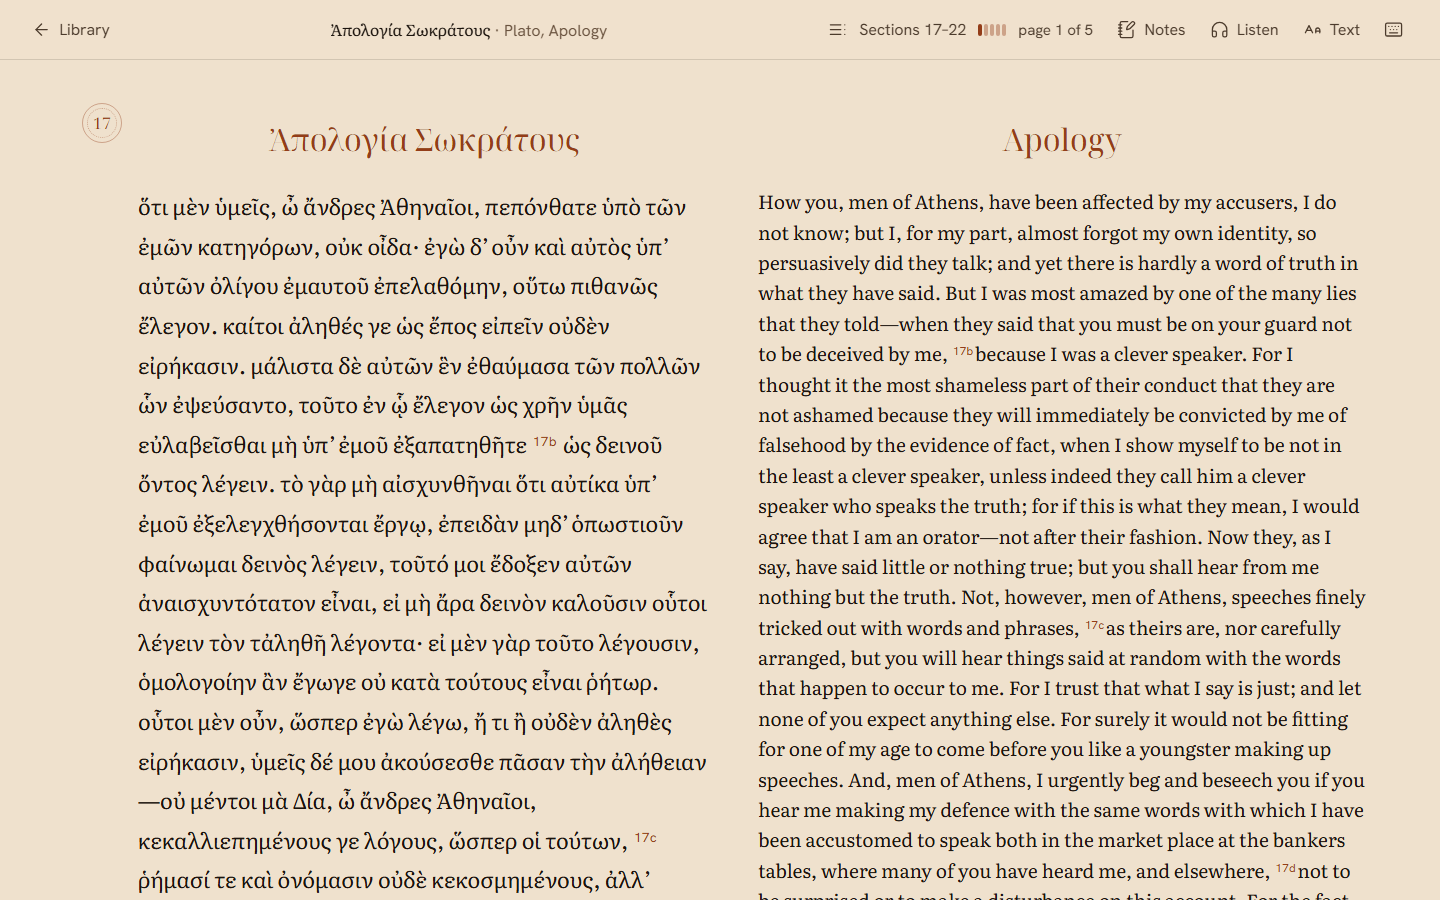 Library
Ἀπολογία Σωκράτους · Plato, Apology
Sections 17–22
page 1 of 5
Notes
Listen
Text
17
Ἀπολογία Σωκράτους
ὅτι μὲν ὑμεῖς, ὦ ἄνδρες Ἀθηναῖοι, πεπόνθατε ὑπὸ τῶν
ἐμῶν κατηγόρων, οὐκ οἶδα· ἐγὼ δ’ οὖν καὶ αὐτὸς ὑπ’
αὐτῶν ὀλίγου ἐμαυτοῦ ἐπελαθόμην, οὕτω πιθανῶς
ἔλεγον. καίτοι ἀληθές γε ὡς ἔπος εἰπεῖν οὐδὲν
εἰρήκασιν. μάλιστα δὲ αὐτῶν ἓν ἐθαύμασα τῶν πολλῶν
ὧν ἐψεύσαντο, τοῦτο ἐν ᾧ ἔλεγον ὡς χρῆν ὑμᾶς
εὐλαβεῖσθαι μὴ ὑπ’ ἐμοῦ ἐξαπατηθῆτε 17b ὡς δεινοῦ
ὄντος λέγειν. τὸ γὰρ μὴ αἰσχυνθῆναι ὅτι αὐτίκα ὑπ’
ἐμοῦ ἐξελεγχθήσονται ἔργῳ, ἐπειδὰν μηδ’ ὁπωστιοῦν
φαίνωμαι δεινὸς λέγειν, τοῦτό μοι ἔδοξεν αὐτῶν
ἀναισχυντότατον εἶναι, εἰ μὴ ἄρα δεινὸν καλοῦσιν οὗτοι
λέγειν τὸν τἀληθῆ λέγοντα· εἰ μὲν γὰρ τοῦτο λέγουσιν,
ὁμολογοίην ἂν ἔγωγε οὐ κατὰ τούτους εἶναι ῥήτωρ.
οὗτοι μὲν οὖν, ὥσπερ ἐγὼ λέγω, ἤ τι ἢ οὐδὲν ἀληθὲς
εἰρήκασιν, ὑμεῖς δέ μου ἀκούσεσθε πᾶσαν τὴν ἀλήθειαν
—οὐ μέντοι μὰ Δία, ὦ ἄνδρες Ἀθηναῖοι,
κεκαλλιεπημένους γε λόγους, ὥσπερ οἱ τούτων, 17c
ῥήμασί τε καὶ ὀνόμασιν οὐδὲ κεκοσμημένους, ἀλλ’
Apology
How you, men of Athens, have been affected by my accusers, I do
not know; but I, for my part, almost forgot my own identity, so
persuasively did they talk; and yet there is hardly a word of truth in
what they have said. But I was most amazed by one of the many lies
that they told—when they said that you must be on your guard not
to be deceived by me, 17b because I was a clever speaker. For I
thought it the most shameless part of their conduct that they are
not ashamed because they will immediately be convicted by me of
falsehood by the evidence of fact, when I show myself to be not in
the least a clever speaker, unless indeed they call him a clever
speaker who speaks the truth; for if this is what they mean, I would
agree that I am an orator—not after their fashion. Now they, as I
say, have said little or nothing true; but you shall hear from me
nothing but the truth. Not, however, men of Athens, speeches finely
tricked out with words and phrases, 17c as theirs are, nor carefully
arranged, but you will hear things said at random with the words
that happen to occur to me. For I trust that what I say is just; and let
none of you expect anything else. For surely it would not be fitting
for one of my age to come before you like a youngster making up
speeches. And, men of Athens, I urgently beg and beseech you if you
hear me making my defence with the same words with which I have
been accustomed to speak both in the market place at the bankers
tables, where many of you have heard me, and elsewhere, 17d not to
be surprised or to make a disturbance on this account. For the fact